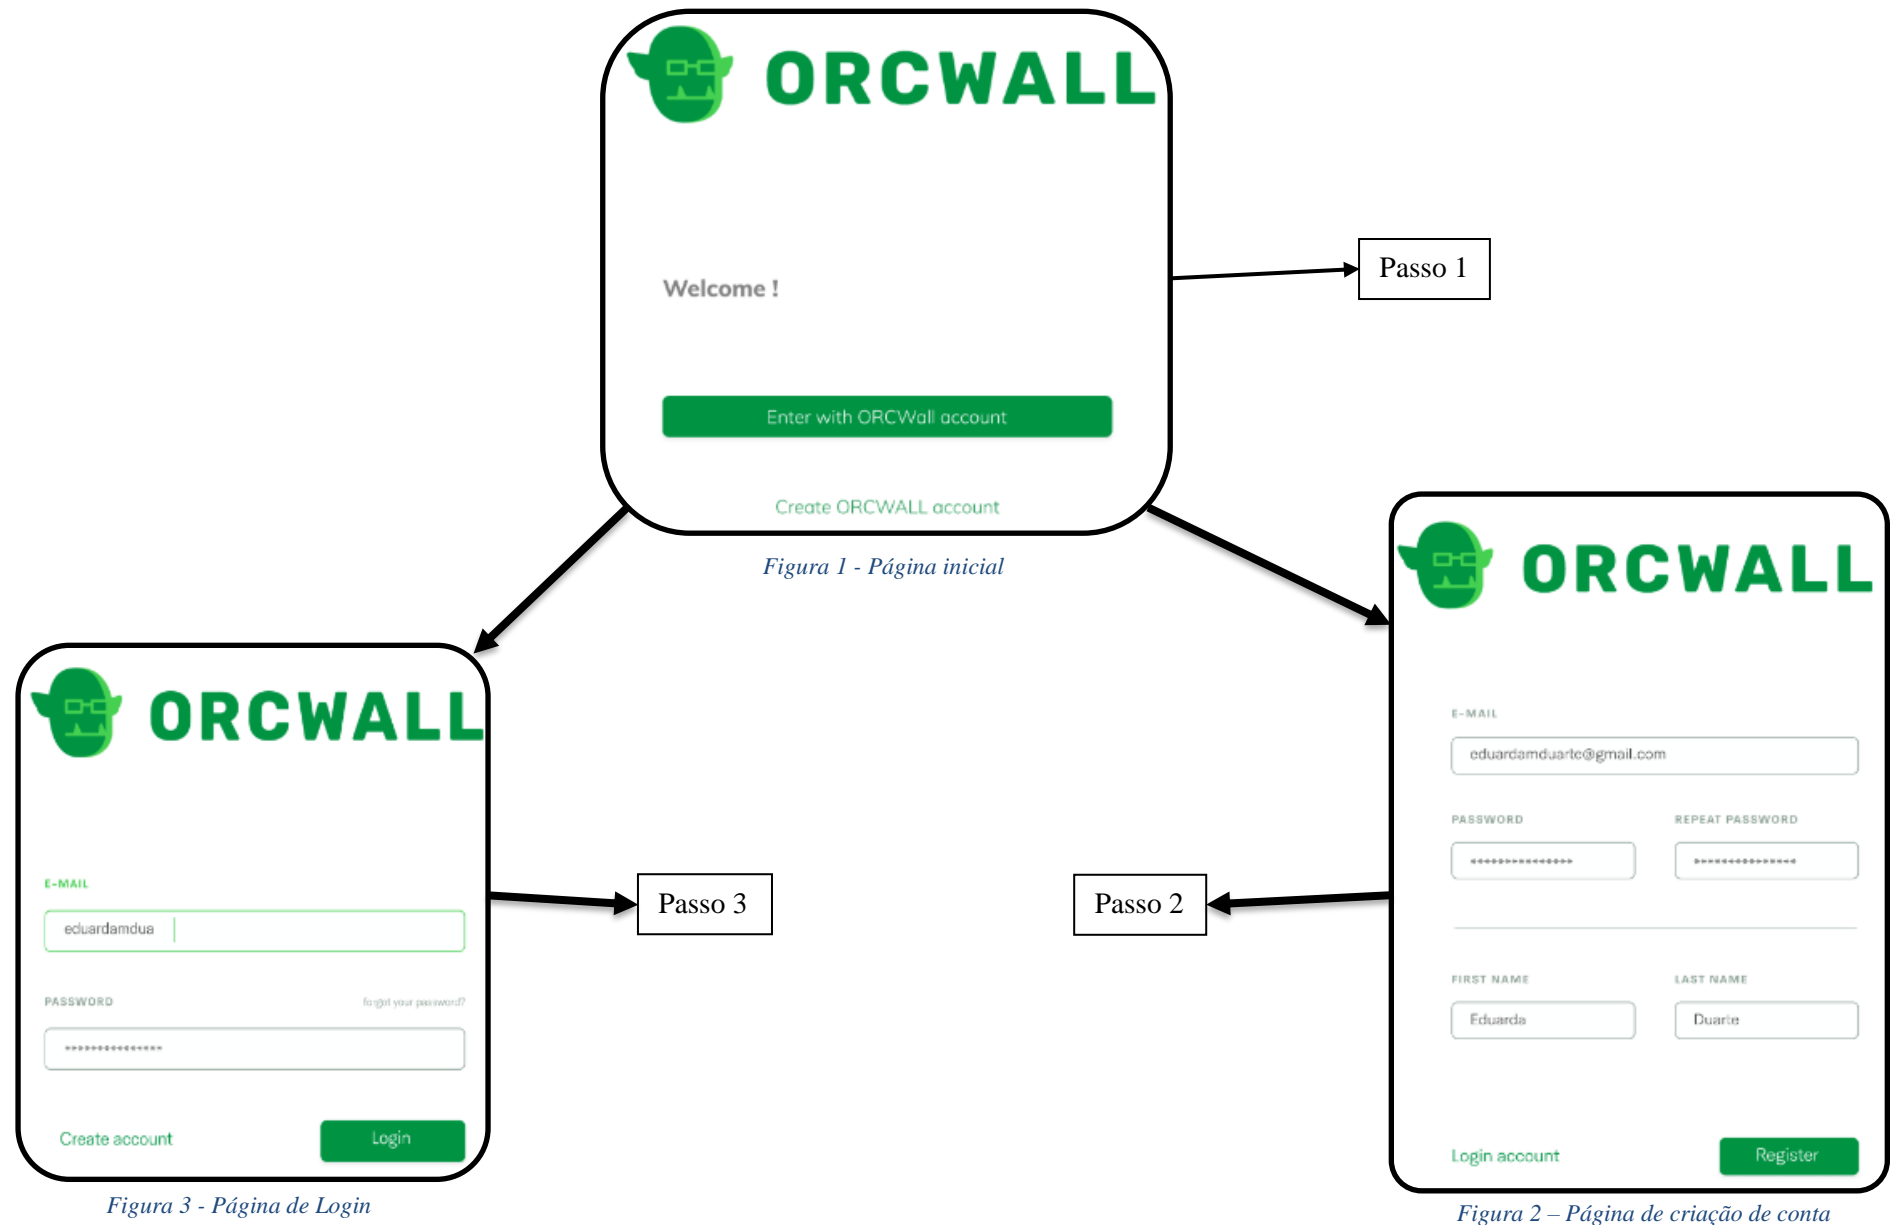 ORCWALL
Welcome !
Enter with ORCWall account
Create ORCWALL account
Figura 1 - Página inicial
Passo 1
ORCWALL
E-MAIL
eduardamduarte@gmail.com
PASSWORD REPEAT PASSWORD
*************** ***************
FIRST NAME LAST NAME
Eduarda Duarte
Login account Register
Figura 2 – Página de criação de conta
Passo 2
ORCWALL
E-MAIL
eduardamdua
PASSWORD forgot your password?
***************
Create account Login
Figura 3 - Página de Login
Passo 3